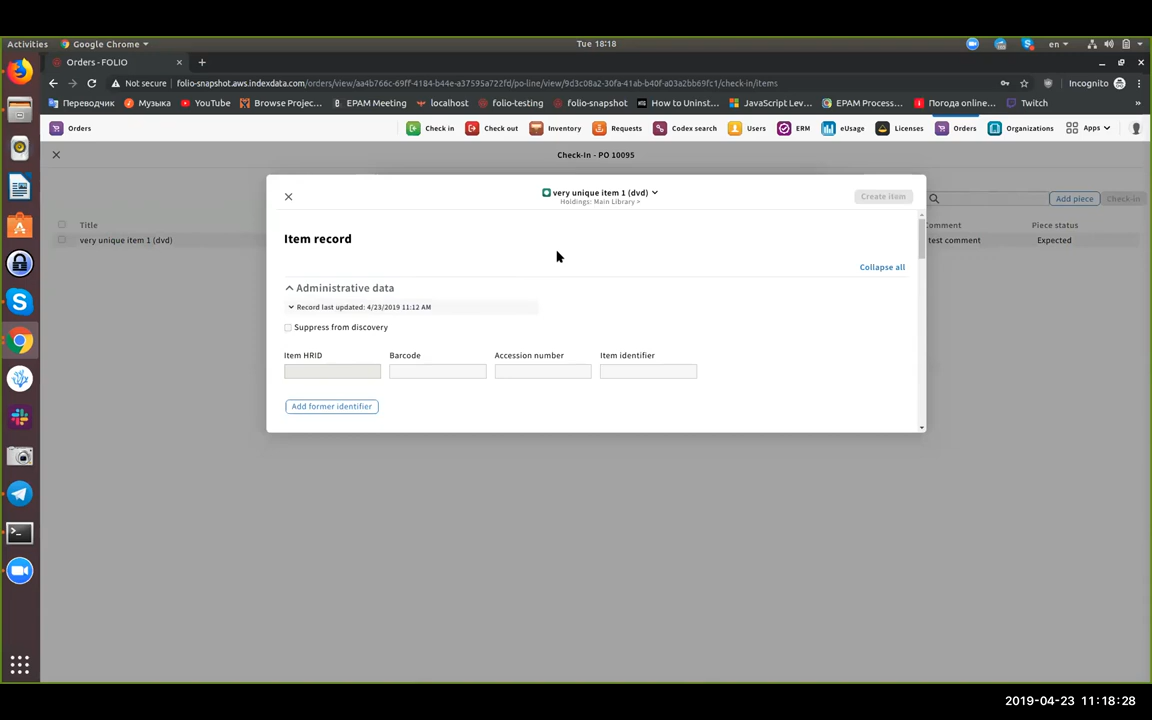 Activities Google Chrome Tue 18:18 en
Orders - FOLIO
Not secure folio-snapshot.aws.indexdata.com/orders/view/aa4b766c-69ff-4184-b44e-a37595a722fd/po-line/view/9d3c08a2-30fa-41ab-b40f-a03a2bb69fc1/check-in/items Incognito
Переводчик Музыка YouTube Browse Projec... EPAM Meeting localhost folio-testing folio-snapshot How to Uninst... JavaScript Lev... EPAM Process... Погода online... Twitch »
Orders Check in Check out Inventory Requests Codex search Users ERM eUsage Licenses Orders Organizations Apps
Check-In - PO 10095
very unique item 1 (dvd)
Holdings: Main Library >
Create item
Add piece Check-in
Title Comment Piece status
very unique item 1 (dvd) test comment Expected
Item record
Collapse all
Administrative data
Record last updated: 4/23/2019 11:12 AM
Suppress from discovery
Item HRID Barcode Accession number Item identifier
Add former identifier
2019-04-23 11:18:28